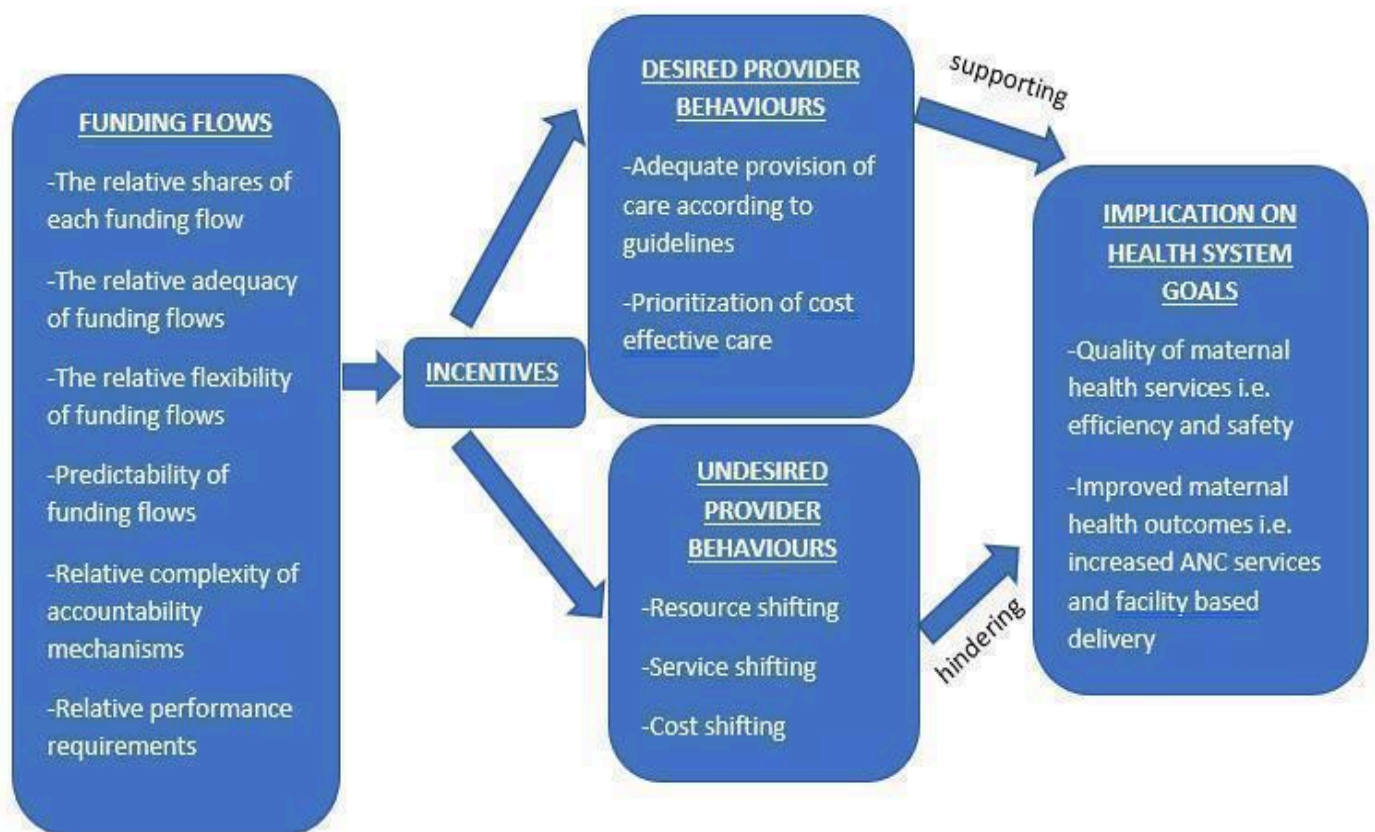 FUNDING FLOWS
-The relative shares of
each funding flow
-The relative adequacy
of funding flows
-The relative flexibility
of funding flows
-Predictability of
funding flows
-Relative complexity of
accountability
mechanisms
-Relative performance
requirements
INCENTIVES
DESIRED PROVIDER
BEHAVIOURS
-Adequate provision of
care according to
guidelines
-Prioritization of cost
effective care
UNDESIRED
PROVIDER
BEHAVIOURS
-Resource shifting
-Service shifting
-Cost shifting
supporting
hindering
IMPLICATION ON
HEALTH SYSTEM
GOALS
-Quality of maternal
health services i.e.
efficiency and safety
-Improved maternal
health outcomes i.e.
increased ANC services
and facility based
delivery